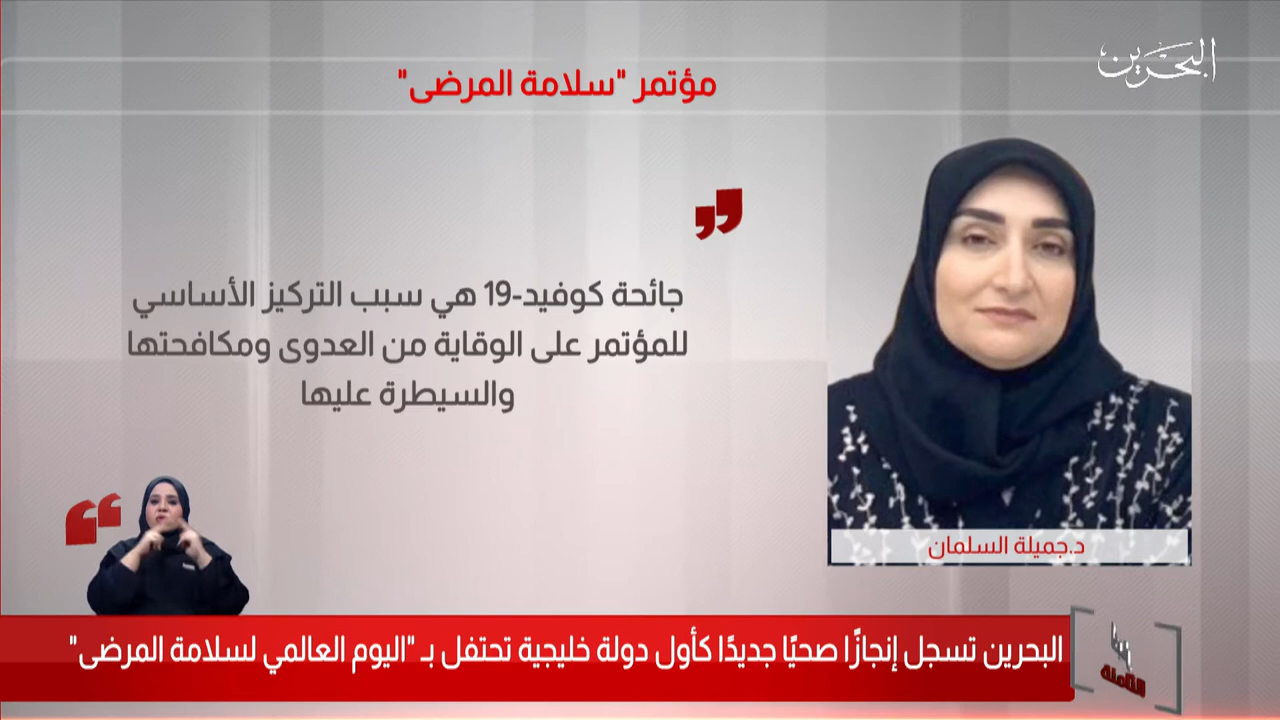 البحرين
مؤتمر "سلامة المرضى"
جائحة كوفيد-19 هي سبب التركيز الأساسي
للمؤتمر على الوقاية من العدوى ومكافحتها
والسيطرة عليها
د.جميلة السلمان
البحرين تسجل إنجازًا صحيًا جديدًا كأول دولة خليجية تحتفل بـ "اليوم العالمي لسلامة المرضى"
الثامنة